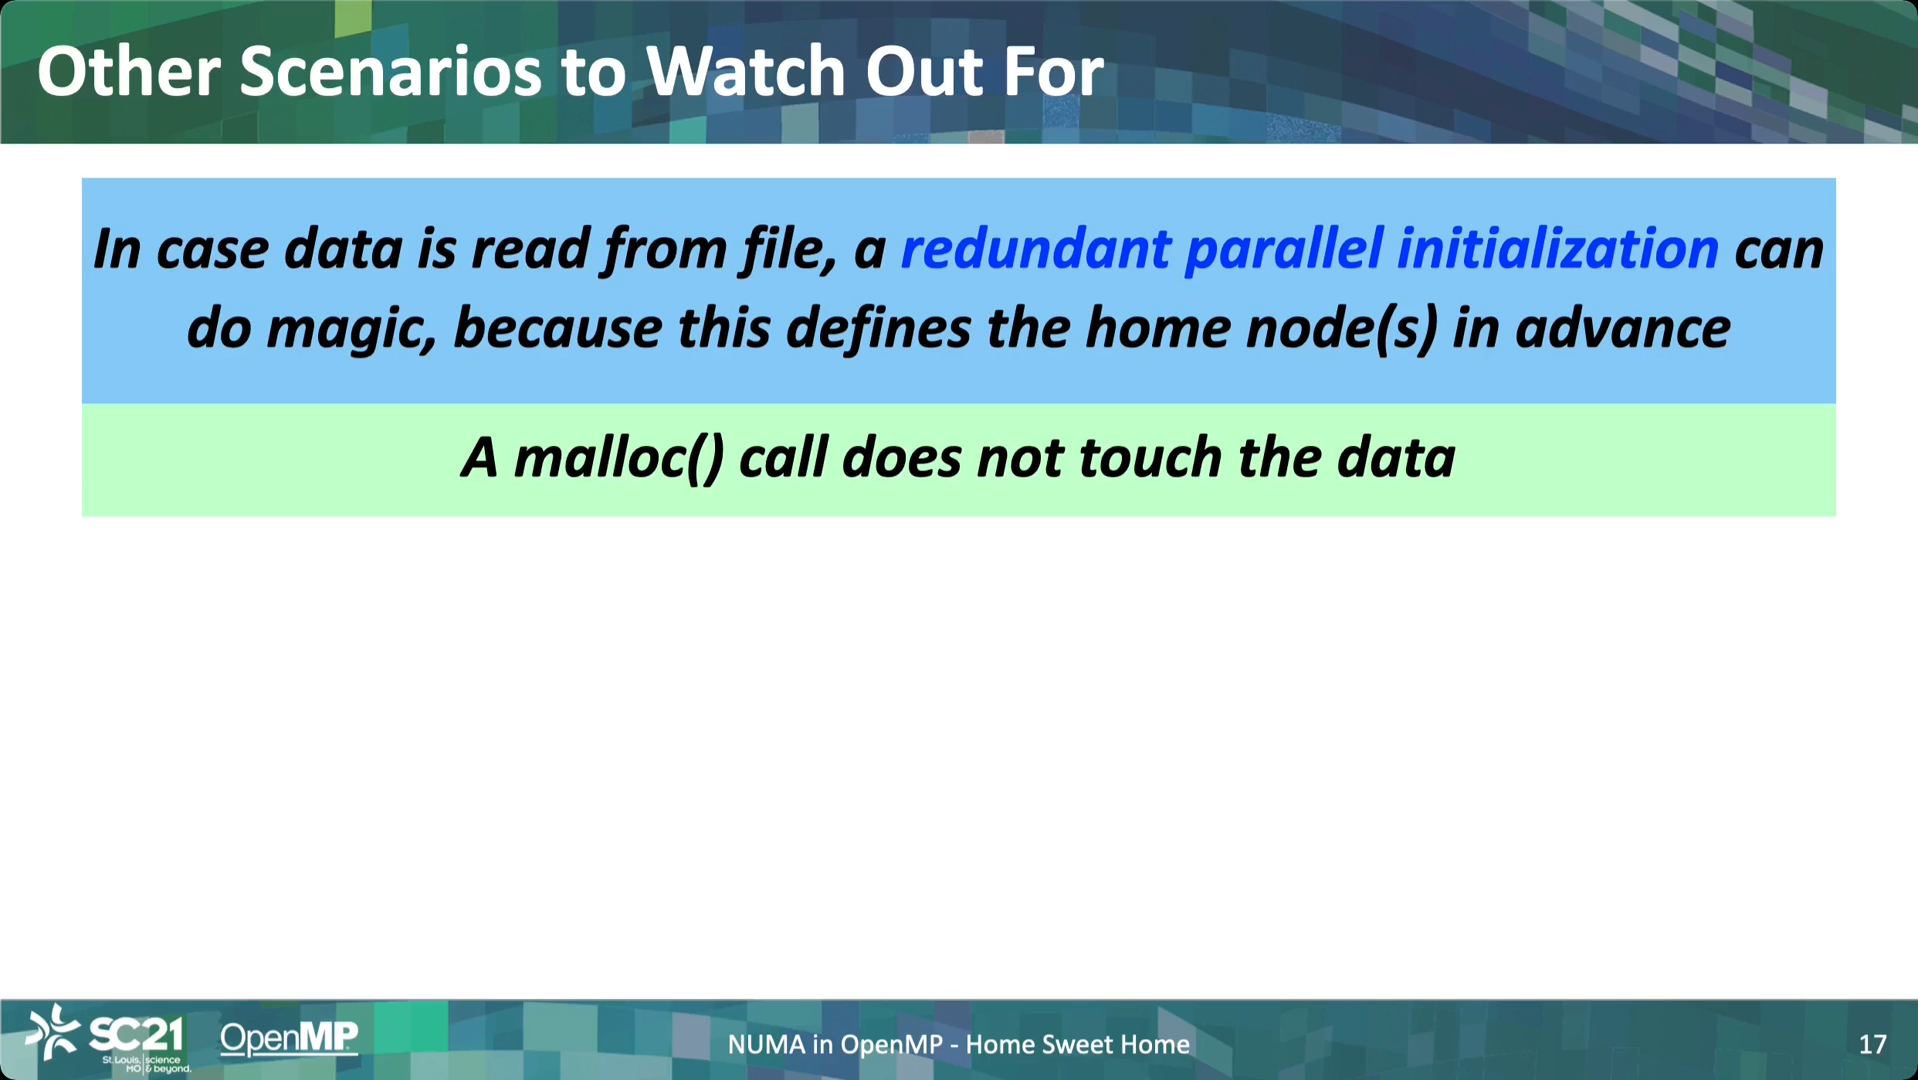 Other Scenarios to Watch Out For
In case data is read from file, a redundant parallel initialization can
do magic, because this defines the home node(s) in advance
A malloc() call does not touch the data
SC21
St. Louis, science
MO & beyond.
OpenMP
NUMA in OpenMP - Home Sweet Home
17